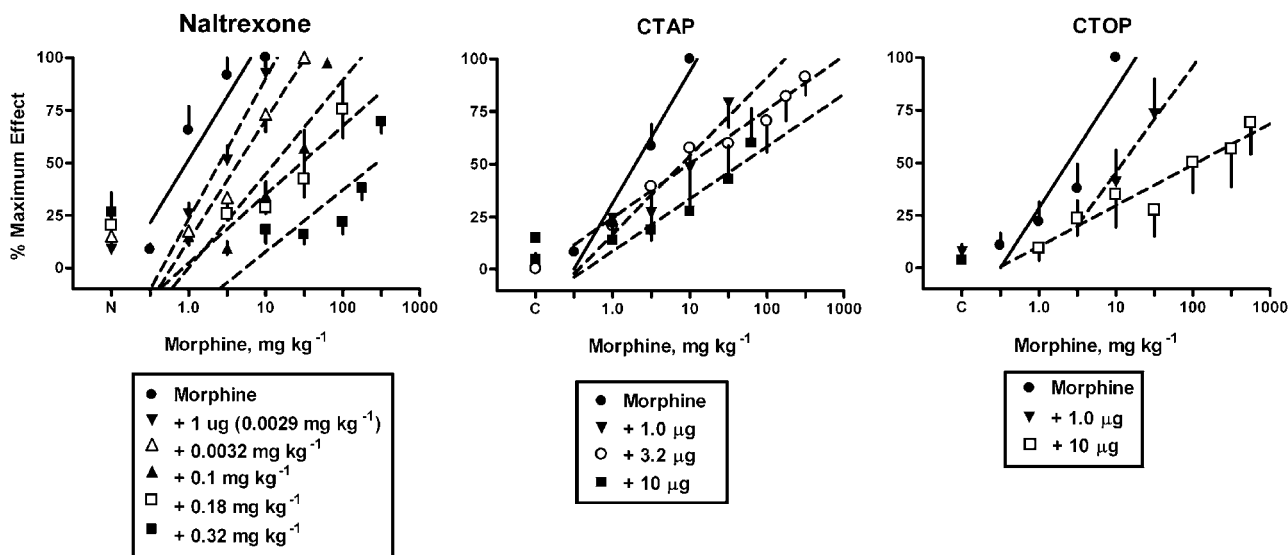 Naltrexone
CTAP
CTOP
% Maximum Effect
100
75
50
25
0
N
1.0
10
100
1000
Morphine, mg kg⁻¹
100
75
50
25
0
C
1.0
10
100
1000
Morphine, mg kg⁻¹
100
75
50
25
0
C
1.0
10
100
1000
Morphine, mg kg⁻¹
Morphine
+ 1 ug (0.0029 mg kg⁻¹)
+ 0.0032 mg kg⁻¹
+ 0.1 mg kg⁻¹
+ 0.18 mg kg⁻¹
+ 0.32 mg kg⁻¹
Morphine
+ 1.0 μg
+ 3.2 μg
+ 10 μg
Morphine
+ 1.0 μg
+ 10 μg